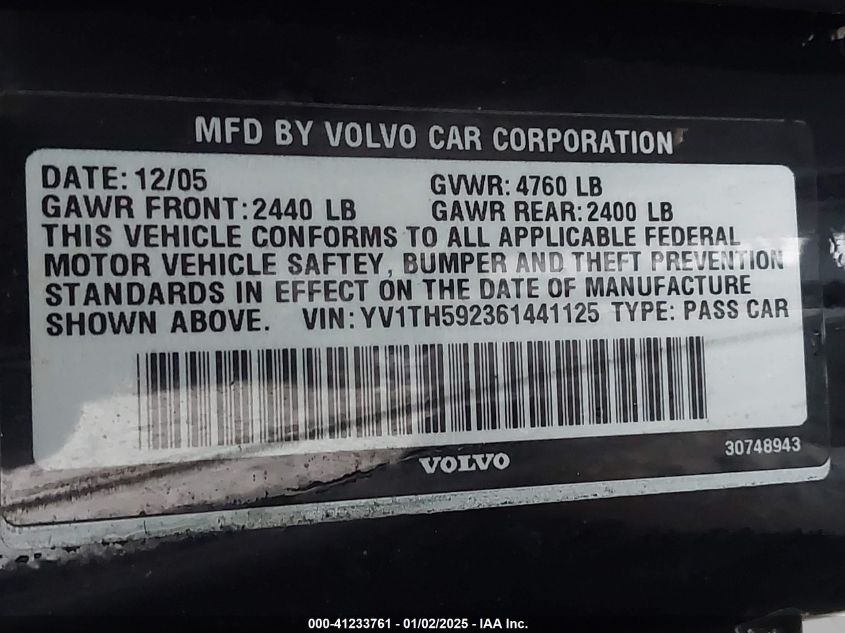 MFD BY VOLVO CAR CORPORATION
DATE: 12/05 GVWR: 4760 LB
GAWR FRONT: 2440 LB GAWR REAR: 2400 LB
THIS VEHICLE CONFORMS TO ALL APPLICABLE FEDERAL
MOTOR VEHICLE SAFTEY, BUMPER AND THEFT PREVENTION
STANDARDS IN EFFECT ON THE DATE OF MANUFACTURE
SHOWN ABOVE. VIN: YV1TH592361441125 TYPE: PASS CAR
VOLVO
30748943
000-41233761 - 01/02/2025 - IAA Inc.